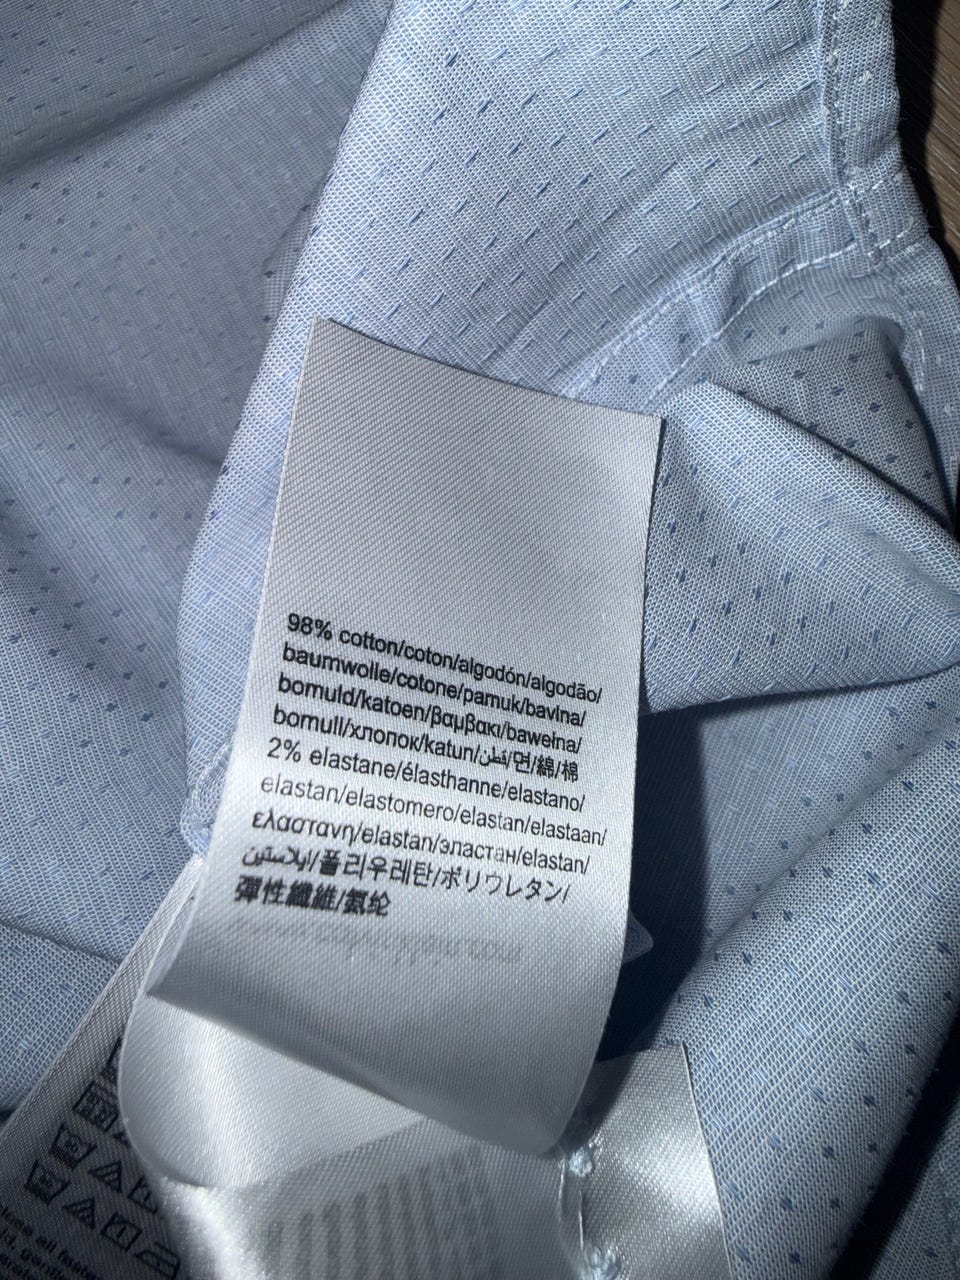 98% cotton/coton/algodón/algodão/
baumwolle/cotone/pamuk/bavlna/
bomuld/katoen/βαμβακι/bawełna/
bomull/хлопок/katun/قطن/면/綿/棉
2% elastane/élasthanne/elastano/
elastan/elastomero/elastan/elastaan/
ελαστανη/elastan/эластан/elastan/
ايلاستين/폴리우레탄/ポリウレタン/
彈性纖維/氨纶